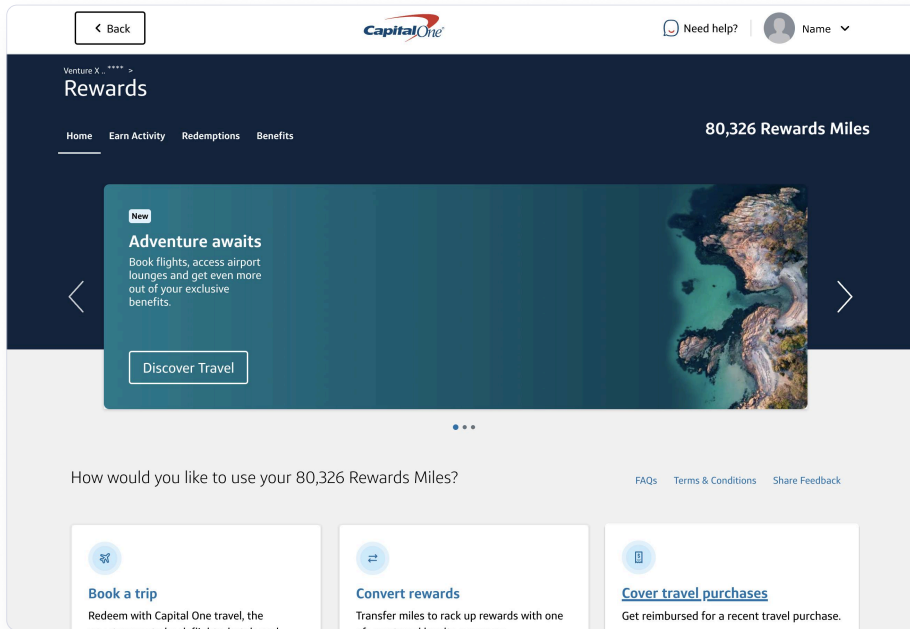 Back
Capital One
Need help?
Name
Venture X .. **** >
Rewards
Home Earn Activity Redemptions Benefits
80,326 Rewards Miles
New
Adventure awaits
Book flights, access airport
lounges and get even more
out of your exclusive
benefits.
Discover Travel
How would you like to use your 80,326 Rewards Miles?
FAQs Terms & Conditions Share Feedback
Book a trip
Redeem with Capital One travel, the
Convert rewards
Transfer miles to rack up rewards with one
Cover travel purchases
Get reimbursed for a recent travel purchase.